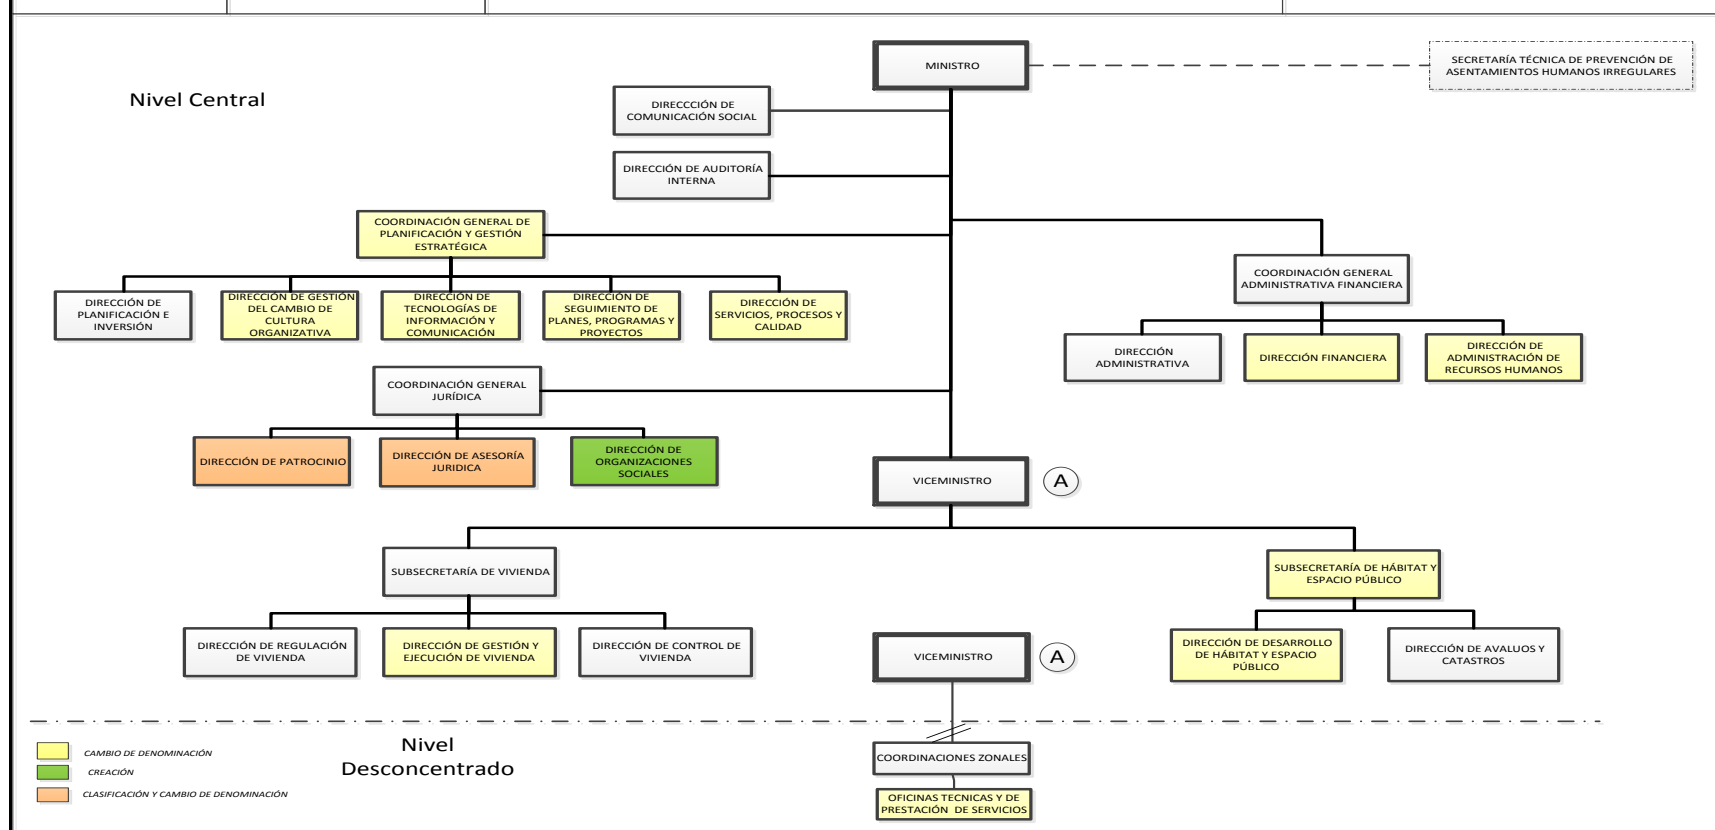 MINISTRO
SECRETARÍA TÉCNICA DE PREVENCIÓN DE
ASENTAMIENTOS HUMANOS IRREGULARES
Nivel Central
DIRECCCIÓN DE
COMUNICACIÓN SOCIAL
DIRECCIÓN DE AUDITORÍA
INTERNA
COORDINACIÓN GENERAL DE
PLANIFICACIÓN Y GESTIÓN
ESTRATÉGICA
COORDINACIÓN GENERAL
ADMINISTRATIVA FINANCIERA
DIRECCIÓN DE
PLANIFICACIÓN E
INVERSIÓN
DIRECCIÓN DE GESTIÓN
DEL CAMBIO DE
CULTURA
ORGANIZATIVA
DIRECCIÓN DE
TECNOLOGÍAS DE
INFORMACIÓN Y
COMUNICACIÓN
DIRECCIÓN DE
SEGUIMIENTO DE
PLANES, PROGRAMAS Y
PROYECTOS
DIRECCIÓN DE
SERVICIOS, PROCESOS Y
CALIDAD
DIRECCIÓN
ADMINISTRATIVA
DIRECCIÓN FINANCIERA
DIRECCIÓN DE
ADMINISTRACIÓN DE
RECURSOS HUMANOS
COORDINACIÓN GENERAL
JURÍDICA
DIRECCIÓN DE PATROCINIO
DIRECCIÓN DE ASESORÍA
JURIDICA
DIRECCIÓN DE
ORGANIZACIONES
SOCIALES
VICEMINISTRO
A
SUBSECRETARÍA DE VIVIENDA
SUBSECRETARÍA DE HÁBITAT Y
ESPACIO PÚBLICO
DIRECCIÓN DE REGULACIÓN
DE VIVIENDA
DIRECCIÓN DE GESTIÓN Y
EJECUCIÓN DE VIVIENDA
DIRECCIÓN DE CONTROL DE
VIVIENDA
VICEMINISTRO
A
DIRECCIÓN DE DESARROLLO
DE HÁBITAT Y ESPACIO
PÚBLICO
DIRECCIÓN DE AVALUOS Y
CATASTROS
Nivel
Desconcentrado
CAMBIO DE DENOMINACIÓN
CREACIÓN
CLASIFICACIÓN Y CAMBIO DE DENOMINACIÓN
COORDINACIONES ZONALES
OFICINAS TECNICAS Y DE
PRESTACIÓN DE SERVICIOS